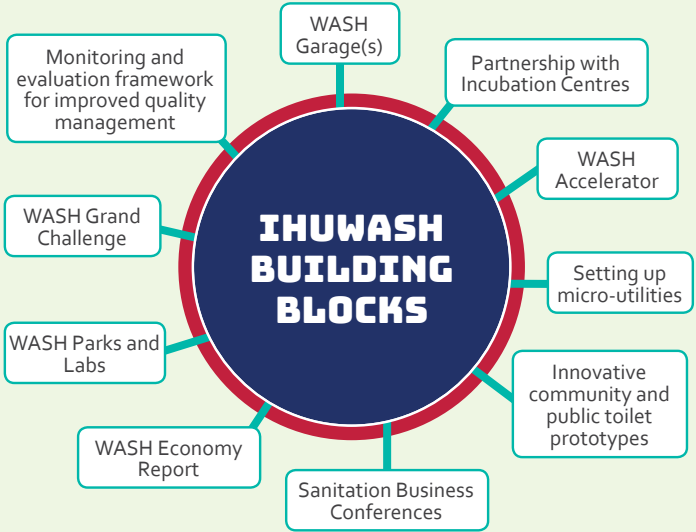 WASH
Garage(s)
Partnership with
Incubation Centres
WASH
Accelerator
Setting up
micro-utilities
Innovative
community and
public toilet
prototypes
Sanitation Business
Conferences
WASH Economy
Report
WASH Parks and
Labs
WASH Grand
Challenge
Monitoring and
evaluation framework
for improved quality
management
IHUWASH
BUILDING
BLOCKS